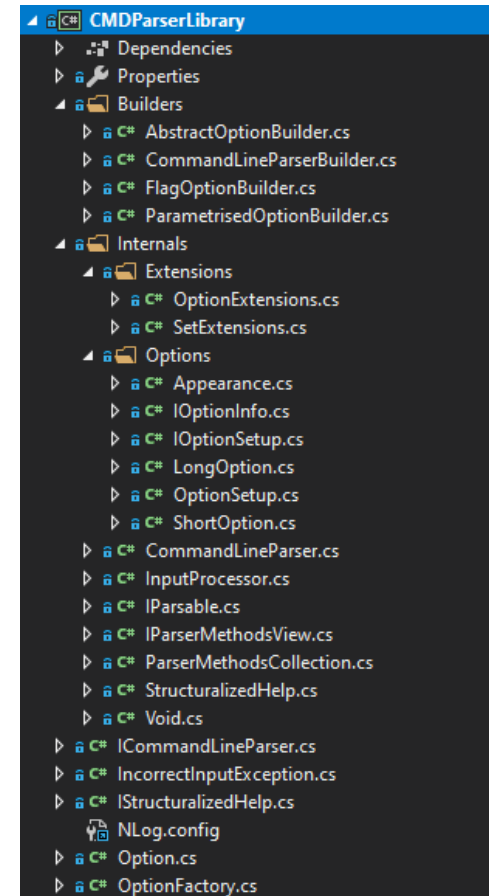 C# CMDParserLibrary
Dependencies
Properties
Builders
C# AbstractOptionBuilder.cs
C# CommandLineParserBuilder.cs
C# FlagOptionBuilder.cs
C# ParametrisedOptionBuilder.cs
Internals
Extensions
C# OptionExtensions.cs
C# SetExtensions.cs
Options
C# Appearance.cs
C# IOptionInfo.cs
C# IOptionSetup.cs
C# LongOption.cs
C# OptionSetup.cs
C# ShortOption.cs
C# CommandLineParser.cs
C# InputProcessor.cs
C# IParsable.cs
C# IParserMethodsView.cs
C# ParserMethodsCollection.cs
C# StructuralizedHelp.cs
C# Void.cs
C# ICommandLineParser.cs
C# IncorrectInputException.cs
C# IStructuralizedHelp.cs
NLog.config
C# Option.cs
C# OptionFactory.cs